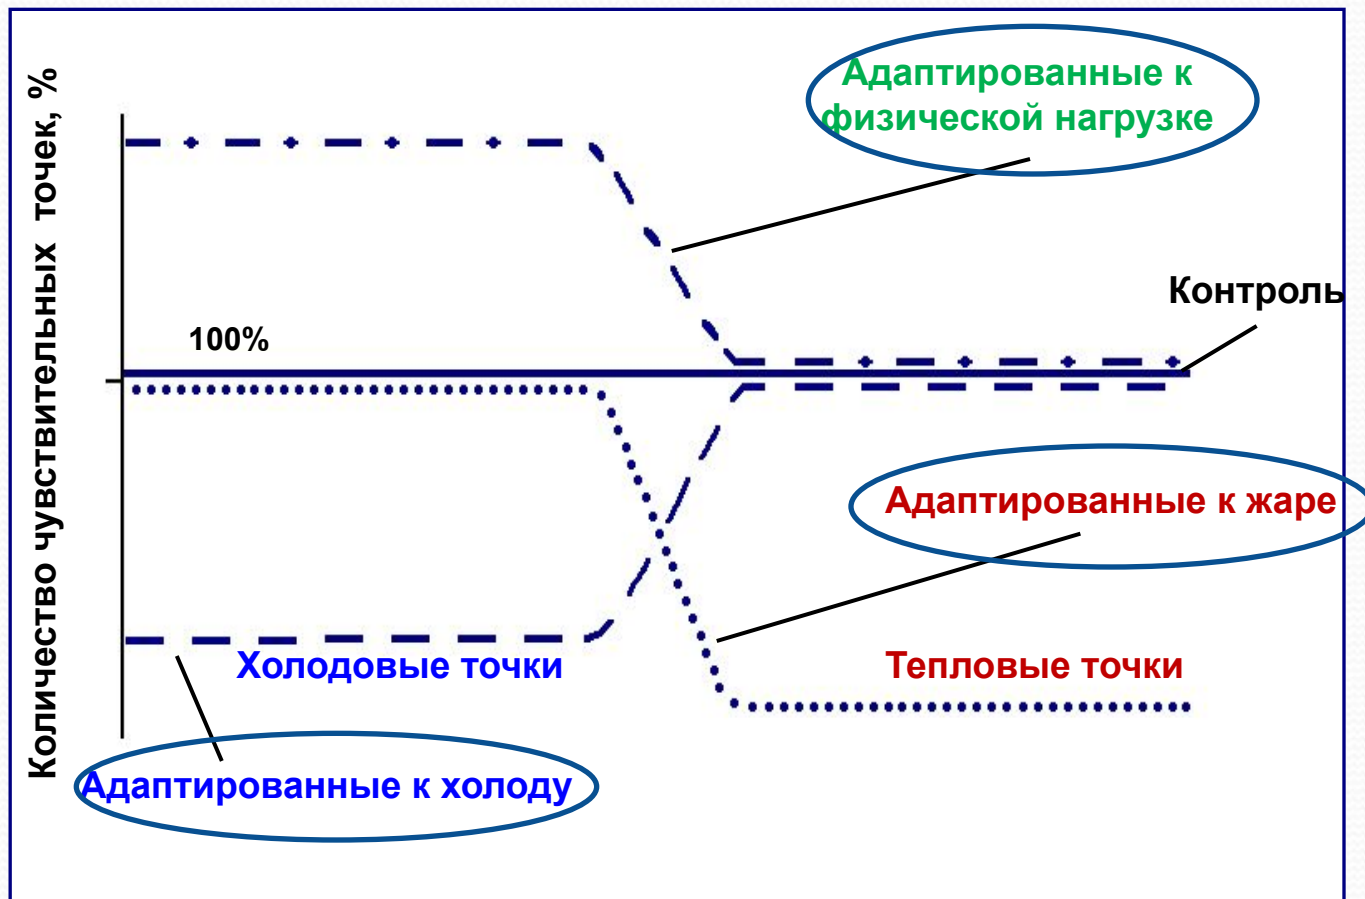 Количество чувствительных точек, %
Адаптированные к
физической нагрузке
Контроль
100%
Адаптированные к жаре
Холодовые точки
Тепловые точки
Адаптированные к холоду